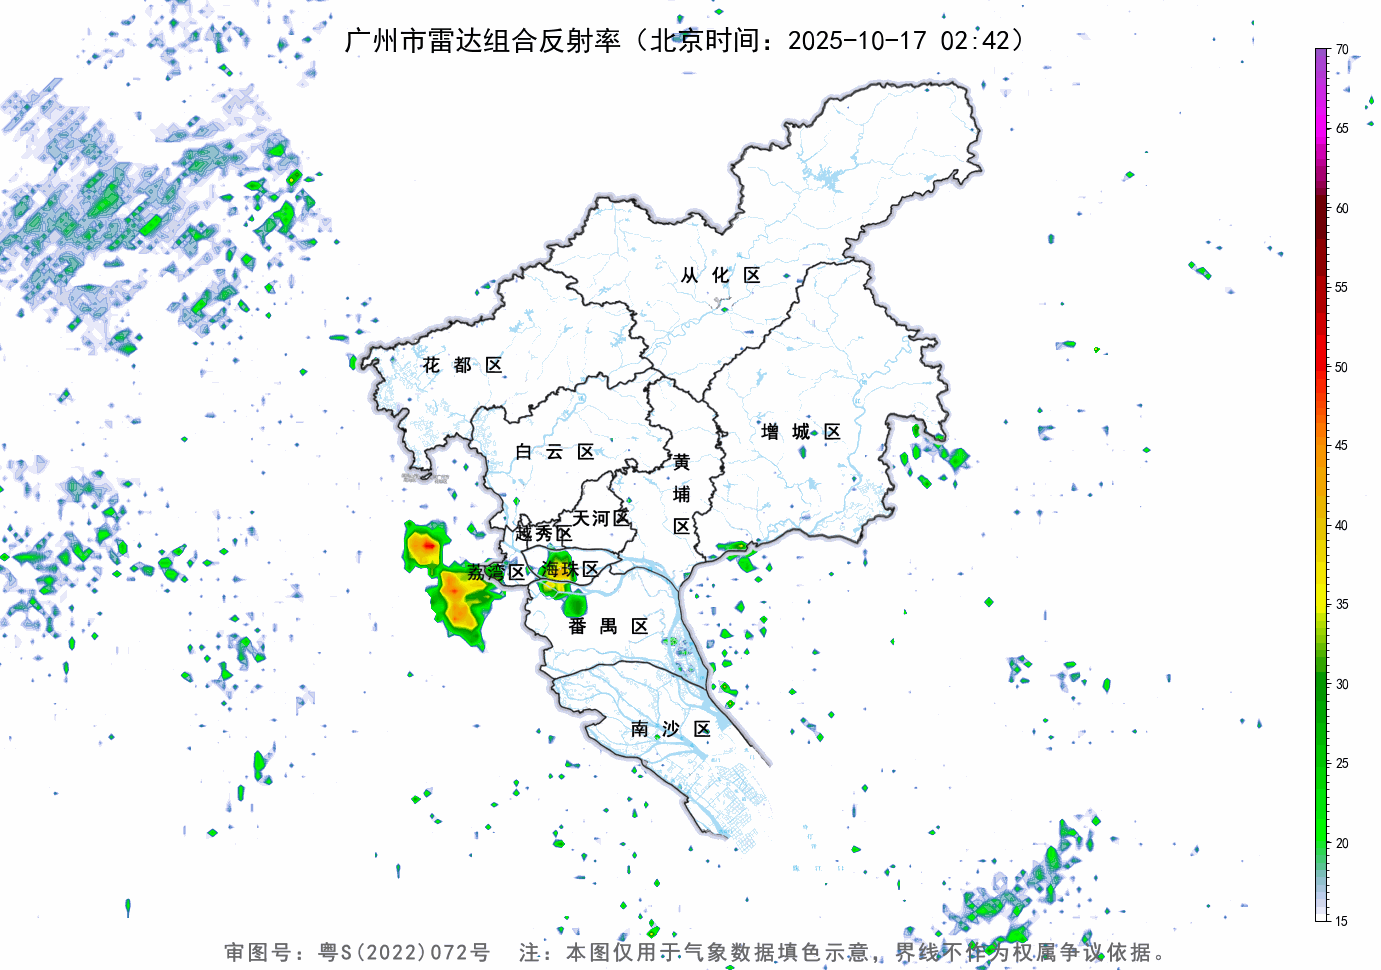 广州市雷达组合反射率（北京时间：2025-10-17 02:42）
70
65
60
55
50
45
40
35
30
25
20
15
从化区
花都区
增城区
白云区
黄埔区
天河区
越秀区
海珠区
荔湾区
番禺区
南沙区
审图号：粤S(2022)072号 注：本图仅用于气象数据填色示意，界线不作为权属争议依据。